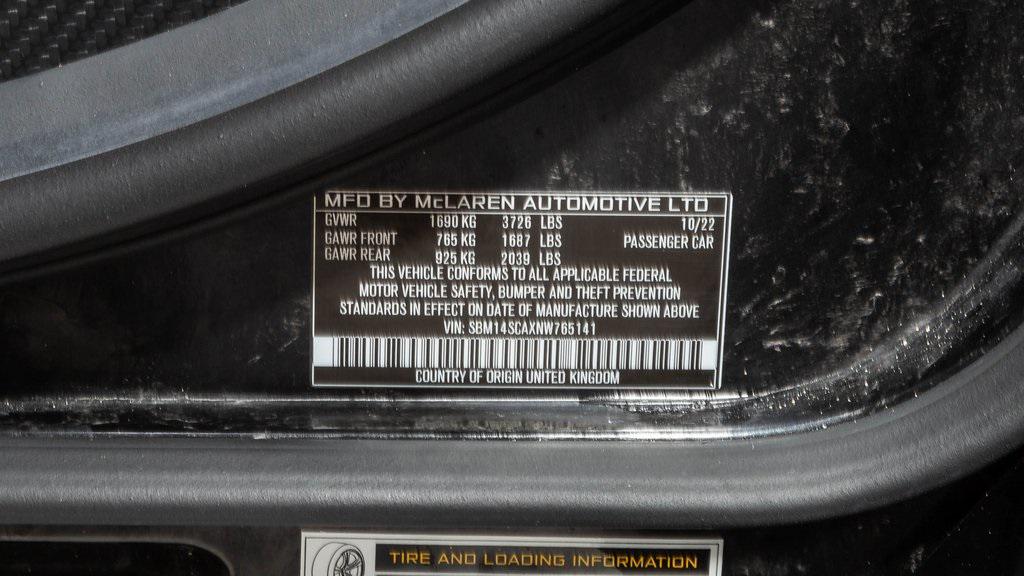 MFD BY McLAREN AUTOMOTIVE LTD
GVWR 1690 KG 3726 LBS 10/22
GAWR FRONT 765 KG 1687 LBS PASSENGER CAR
GAWR REAR 925 KG 2039 LBS
THIS VEHICLE CONFORMS TO ALL APPLICABLE FEDERAL
MOTOR VEHICLE SAFETY, BUMPER AND THEFT PREVENTION
STANDARDS IN EFFECT ON DATE OF MANUFACTURE SHOWN ABOVE
VIN: SBM14SCAXNW765141
COUNTRY OF ORIGIN UNITED KINGDOM
TIRE AND LOADING INFORMATION